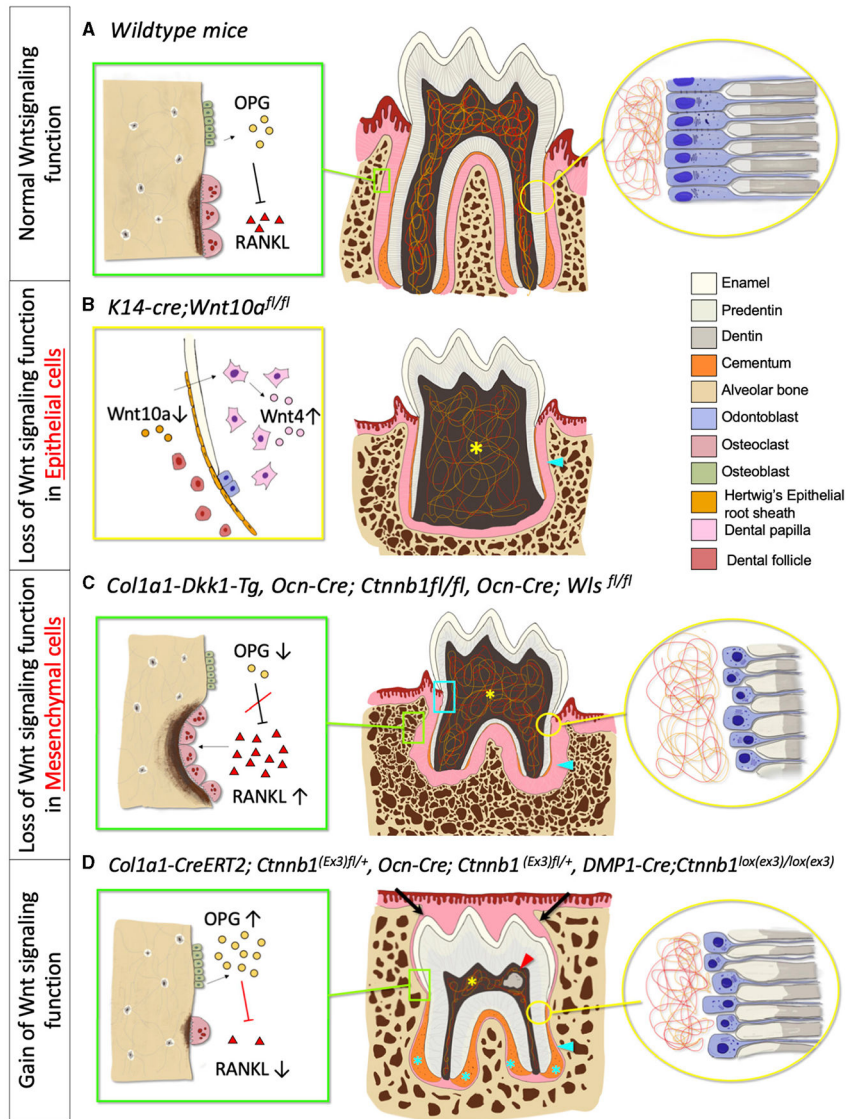 Normal Wntsignaling
function
A Wildtype mice
OPG
RANKL
Enamel
Predentin
Dentin
Cementum
Alveolar bone
Odontoblast
Osteoclast
Osteoblast
Hertwig's Epithelial
root sheath
Dental papilla
Dental follicle
Loss of Wnt signaling function
in Epithelial cells
B K14-cre;Wnt10a^fl/fl
Wnt10a↓
Wnt4↑
*
Loss of Wnt signaling function
in Mesenchymal cells
C Col1a1-Dkk1-Tg, Ocn-Cre; Ctnnb1fl/fl, Ocn-Cre; Wls ^fl/fl
OPG ↓
RANKL ↑
*
Gain of Wnt signaling
function
D Col1a1-CreERT2; Ctnnb1^(Ex3)fl/+, Ocn-Cre; Ctnnb1 ^(Ex3)fl/+, DMP1-Cre;Ctnnb1^lox(ex3)/lox(ex3)
OPG ↑
RANKL ↓
*
* * * *